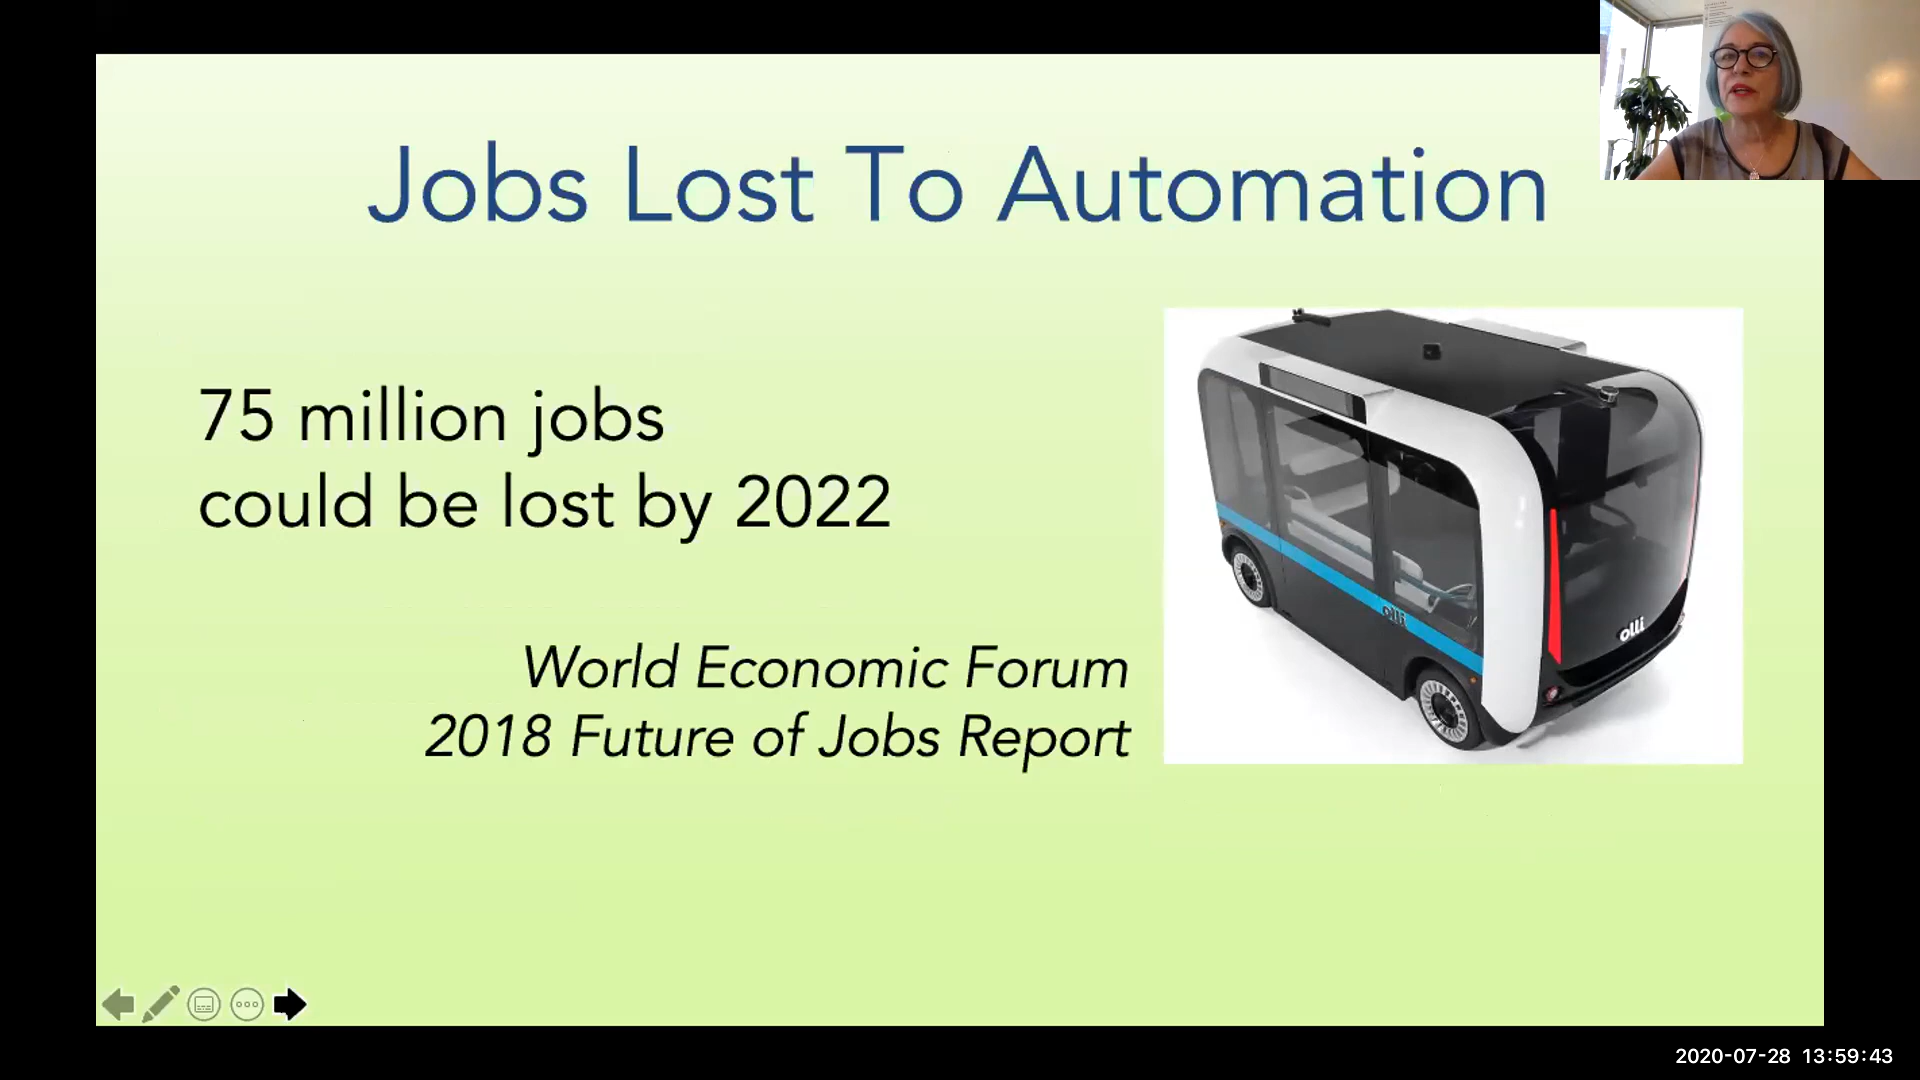 Jobs Lost To Automation
75 million jobs
could be lost by 2022
World Economic Forum
2018 Future of Jobs Report
olli
olli
2020-07-28 13:59:43